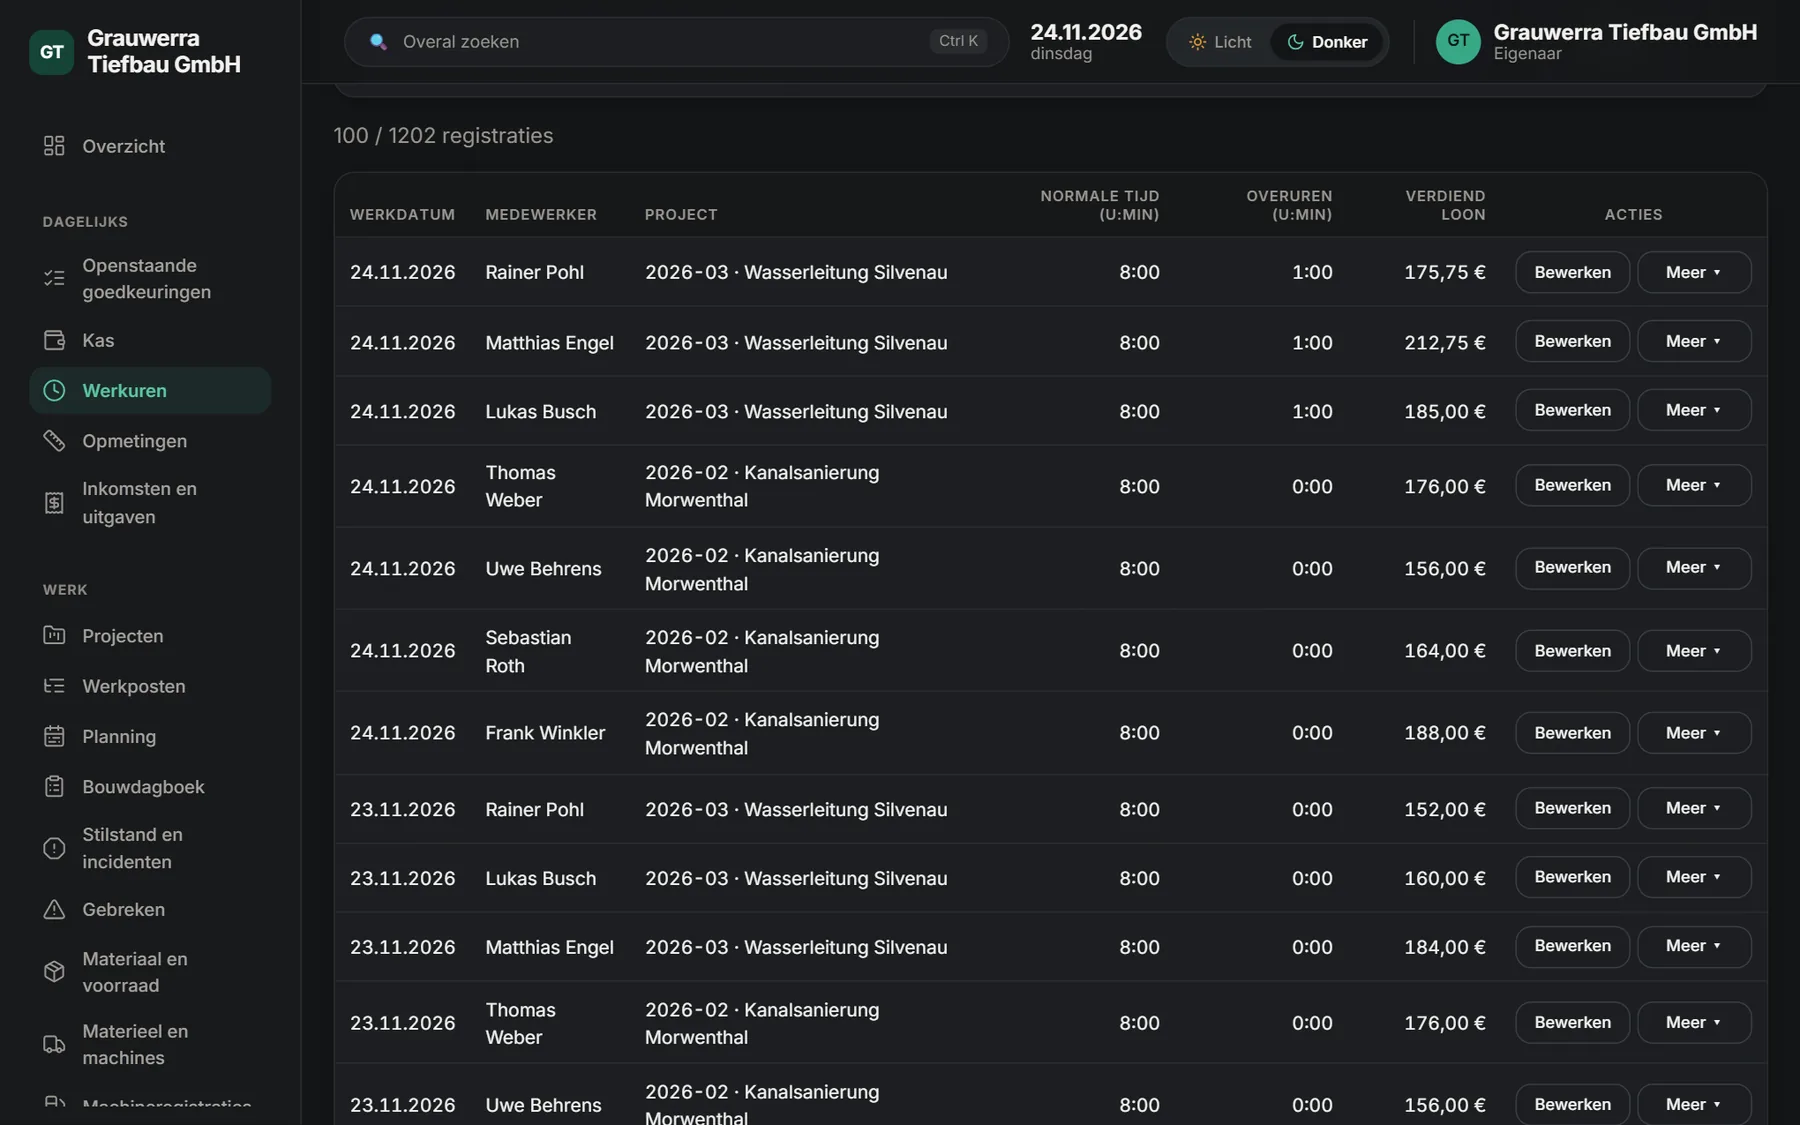 GT
Grauwerra
Tiefbau GmbH
Overzicht
DAGELIJKS
Openstaande
goedkeuringen
Kas
Werkuren
Opmetingen
Inkomsten en
uitgaven
WERK
Projecten
Werkposten
Planning
Bouwdagboek
Stilstand en
incidenten
Gebreken
Materiaal en
voorraad
Materieel en
machines
Machineregistraties
Overal zoeken Ctrl K
24.11.2026
dinsdag
Licht Donker
GT
Grauwerra Tiefbau GmbH
Eigenaar
100 / 1202 registraties
WERKDATUM MEDEWERKER PROJECT NORMALE TIJD (U:MIN) OVERUREN (U:MIN) VERDIEND LOON ACTIES
24.11.2026 Rainer Pohl 2026-03 · Wasserleitung Silvenau 8:00 1:00 175,75 € Bewerken Meer ▾
24.11.2026 Matthias Engel 2026-03 · Wasserleitung Silvenau 8:00 1:00 212,75 € Bewerken Meer ▾
24.11.2026 Lukas Busch 2026-03 · Wasserleitung Silvenau 8:00 1:00 185,00 € Bewerken Meer ▾
24.11.2026 Thomas Weber 2026-02 · Kanalsanierung Morwenthal 8:00 0:00 176,00 € Bewerken Meer ▾
24.11.2026 Uwe Behrens 2026-02 · Kanalsanierung Morwenthal 8:00 0:00 156,00 € Bewerken Meer ▾
24.11.2026 Sebastian Roth 2026-02 · Kanalsanierung Morwenthal 8:00 0:00 164,00 € Bewerken Meer ▾
24.11.2026 Frank Winkler 2026-02 · Kanalsanierung Morwenthal 8:00 0:00 188,00 € Bewerken Meer ▾
23.11.2026 Rainer Pohl 2026-03 · Wasserleitung Silvenau 8:00 0:00 152,00 € Bewerken Meer ▾
23.11.2026 Lukas Busch 2026-03 · Wasserleitung Silvenau 8:00 0:00 160,00 € Bewerken Meer ▾
23.11.2026 Matthias Engel 2026-03 · Wasserleitung Silvenau 8:00 0:00 184,00 € Bewerken Meer ▾
23.11.2026 Thomas Weber 2026-02 · Kanalsanierung Morwenthal 8:00 0:00 176,00 € Bewerken Meer ▾
23.11.2026 Uwe Behrens 2026-02 · Kanalsanierung Morwenthal 8:00 0:00 156,00 € Bewerken Meer ▾